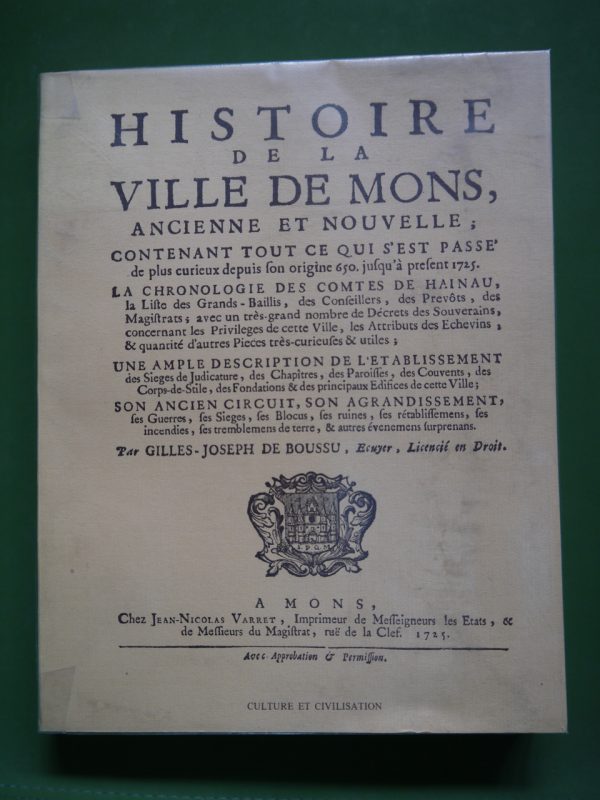 HISTOIRE
DE LA
VILLE DE MONS,
ANCIENNE ET NOUVELLE;
CONTENANT TOUT CE QUI S'EST PASSE'
de plus curieux depuis ſon origine 650. juſqu'à preſent 1725.
LA CHRONOLOGIE DES COMTES DE HAINAU,
la Liſte des Grands-Baillis, des Conſeillers, des Prevôts, des
Magiſtrats; avec un très-grand nombre de Décrets des Souverains,
concernant les Privileges de cette Ville, les Attributs des Echevins,
& quantité d'autres Pieces très-curieuſes & utiles;
UNE AMPLE DESCRIPTION DE L'ETABLISSEMENT
des Sieges de Judicature, des Chapitres, des Paroiſſes, des Couvents, des
Corps-de-Stile, des Fondations & des principaux Edifices de cette Ville;
SON ANCIEN CIRCUIT, SON AGRANDISSEMENT,
ſes Guerres, ſes Sieges, ſes Blocus, ſes ruines, ſes rétabliſſemens, ſes
incendies, ſes tremblemens de terre, & autres évenemens ſurprenans.
Par GILLES-JOSEPH DE BOUSSU, Ecuyer, Licencié en Droit.
S.P.Q.M
A MONS,
Chez JEAN-NICOLAS VARRET, Imprimeur de Meſſeigneurs les Etats, &
de Meſſieurs du Magiſtrat, ruë de la Clef. 1725.
Avec Approbation & Permiſſion.
CULTURE ET CIVILISATION